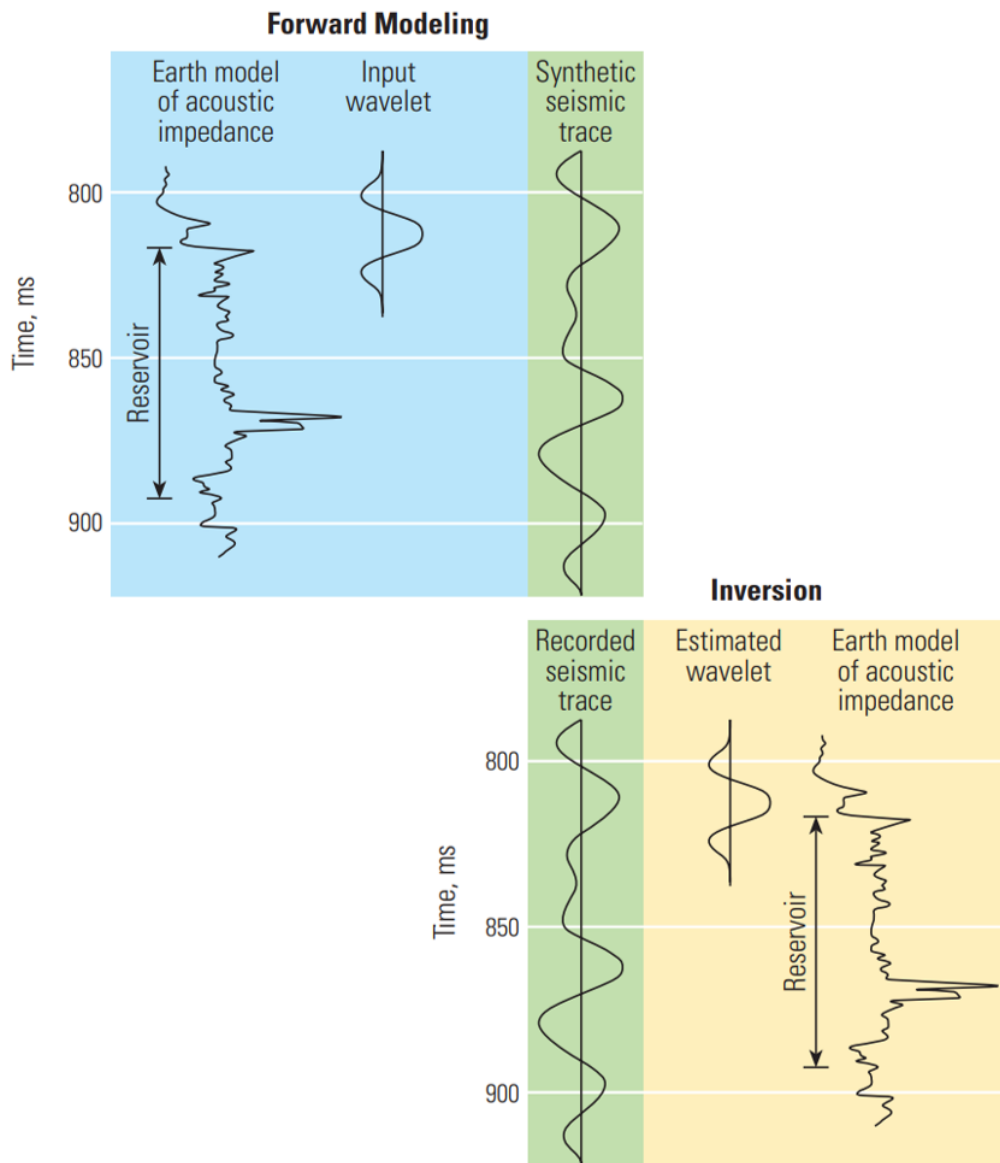 Forward Modeling
Earth model
of acoustic
impedance
Input
wavelet
Synthetic
seismic
trace
800
850
900
Time, ms
Reservoir
Inversion
Recorded
seismic
trace
Estimated
wavelet
Earth model
of acoustic
impedance
800
850
900
Time, ms
Reservoir